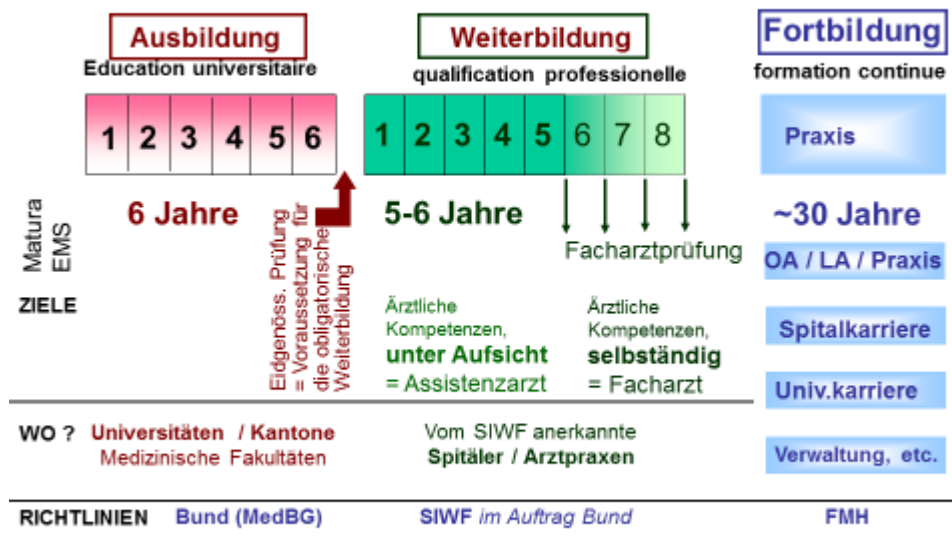 Ausbildung
Education universitaire
1 2 3 4 5 6
6 Jahre
Matura
EMS
Eidgenöss. Prüfung
= Voraussetzung für
die obligatorische
Weiterbildung
Weiterbildung
qualification professionelle
1 2 3 4 5 6 7 8
5-6 Jahre
Facharztprüfung
Fortbildung
formation continue
Praxis
~30 Jahre
OA / LA / Praxis
Spitalkarriere
Univ.karriere
Verwaltung, etc.
ZIELE
Ärztliche
Kompetenzen,
unter Aufsicht
= Assistenzarzt
Ärztliche
Kompetenzen,
selbständig
= Facharzt
WO ?
Universitäten / Kantone
Medizinische Fakultäten
Vom SIWF anerkannte
Spitäler / Arztpraxen
RICHTLINIEN
Bund (MedBG)
SIWF im Auftrag Bund
FMH